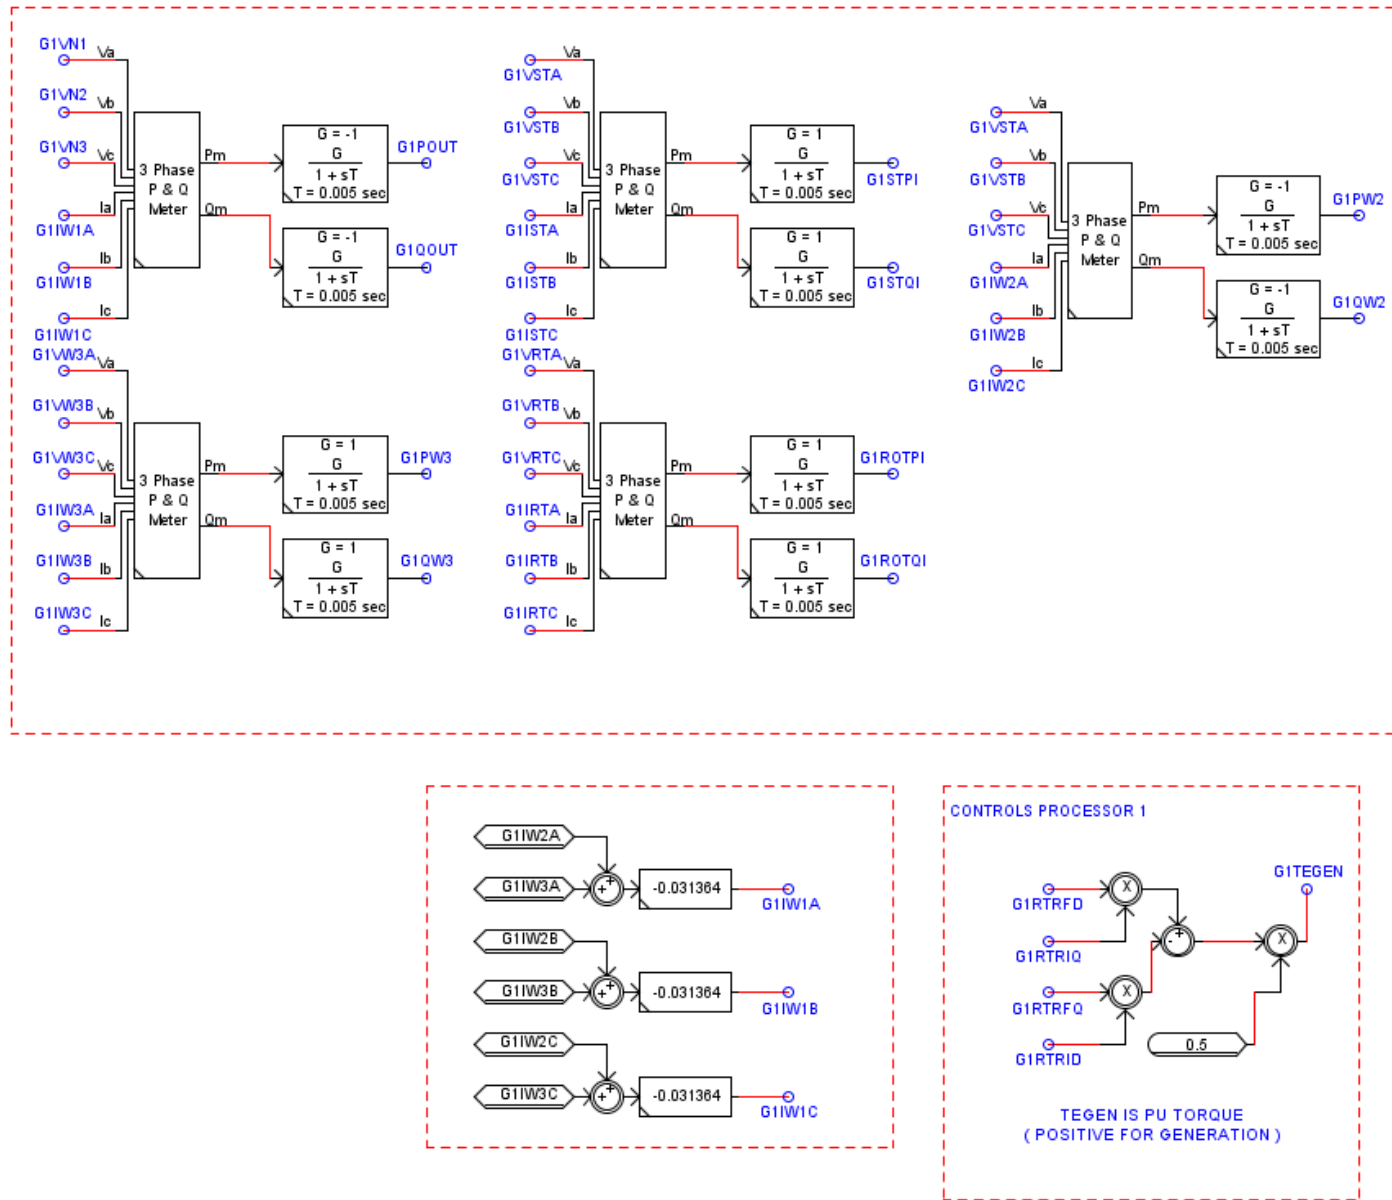 G1VN1
Va
G1VN2
Vb
G1VN3
Vc
Ia
G1IW1A
Ib
G1IW1B
Ic
G1IW1C
3 Phase
P & Q
Meter
Pm
Qm
G = -1
G
1 + sT
T = 0.005 sec
G1POUT
G = -1
G
1 + sT
T = 0.005 sec
G1QOUT
Va
G1VSTA
Vb
G1VSTB
Vc
G1VSTC
Ia
G1ISTA
Ib
G1ISTB
Ic
G1ISTC
3 Phase
P & Q
Meter
Pm
Qm
G = 1
G
1 + sT
T = 0.005 sec
G1STPI
G = 1
G
1 + sT
T = 0.005 sec
G1STQI
Va
G1VSTA
Vb
G1VSTB
Vc
G1VSTC
Ia
G1IW2A
Ib
G1IW2B
Ic
G1IW2C
3 Phase
P & Q
Meter
Pm
Qm
G = -1
G
1 + sT
T = 0.005 sec
G1PW2
G = -1
G
1 + sT
T = 0.005 sec
G1QW2
G1VW3A
Va
G1VW3B
Vb
G1VW3C
Vc
G1IW3A
Ia
G1IW3B
Ib
G1IW3C
Ic
3 Phase
P & Q
Meter
Pm
Qm
G = 1
G
1 + sT
T = 0.005 sec
G1PW3
G = 1
G
1 + sT
T = 0.005 sec
G1QW3
G1VRTA
Va
G1VRTB
Vb
G1VRTC
Vc
G1IRTA
Ia
G1IRTB
Ib
G1IRTC
Ic
3 Phase
P & Q
Meter
Pm
Qm
G = 1
G
1 + sT
T = 0.005 sec
G1ROTPI
G = 1
G
1 + sT
T = 0.005 sec
G1ROTQI
G1IW2A
G1IW3A
+
+
-0.031364
G1IW1A
G1IW2B
G1IW3B
+
+
-0.031364
G1IW1B
G1IW2C
G1IW3C
+
+
-0.031364
G1IW1C
CONTROLS PROCESSOR 1
G1RTRFD
X
G1RTRIQ
G1RTRFQ
X
G1RTRID
- +
X
0.5
G1TEGEN
TEGEN IS PU TORQUE
( POSITIVE FOR GENERATION )